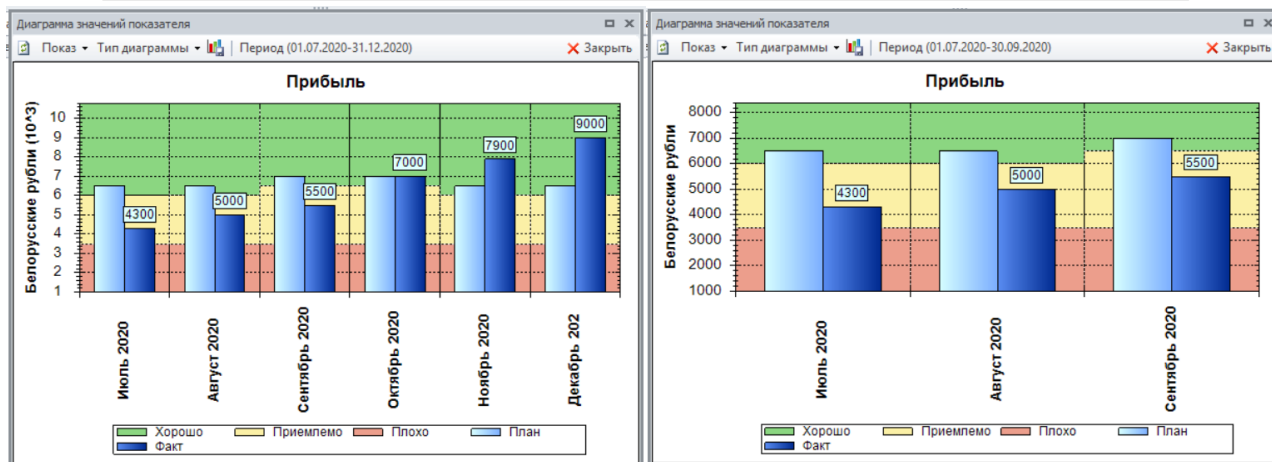 Диаграмма значений показателя
Показ Тип диаграммы Период (01.07.2020-31.12.2020) Закрыть
Прибыль
Белорусские рубли (10^3)
10
9
8
7
6
5
4
3
2
1
4300
5000
5500
7000
7900
9000
Июль 2020
Август 2020
Сентябрь 2020
Октябрь 2020
Ноябрь 2020
Декабрь 202
Хорошо Приемлемо Плохо План
Факт
Диаграмма значений показателя
Показ Тип диаграммы Период (01.07.2020-30.09.2020) Закрыть
Прибыль
Белорусские рубли
8000
7000
6000
5000
4000
3000
2000
1000
4300
5000
5500
Июль 2020
Август 2020
Сентябрь 2020
Хорошо Приемлемо Плохо План
Факт